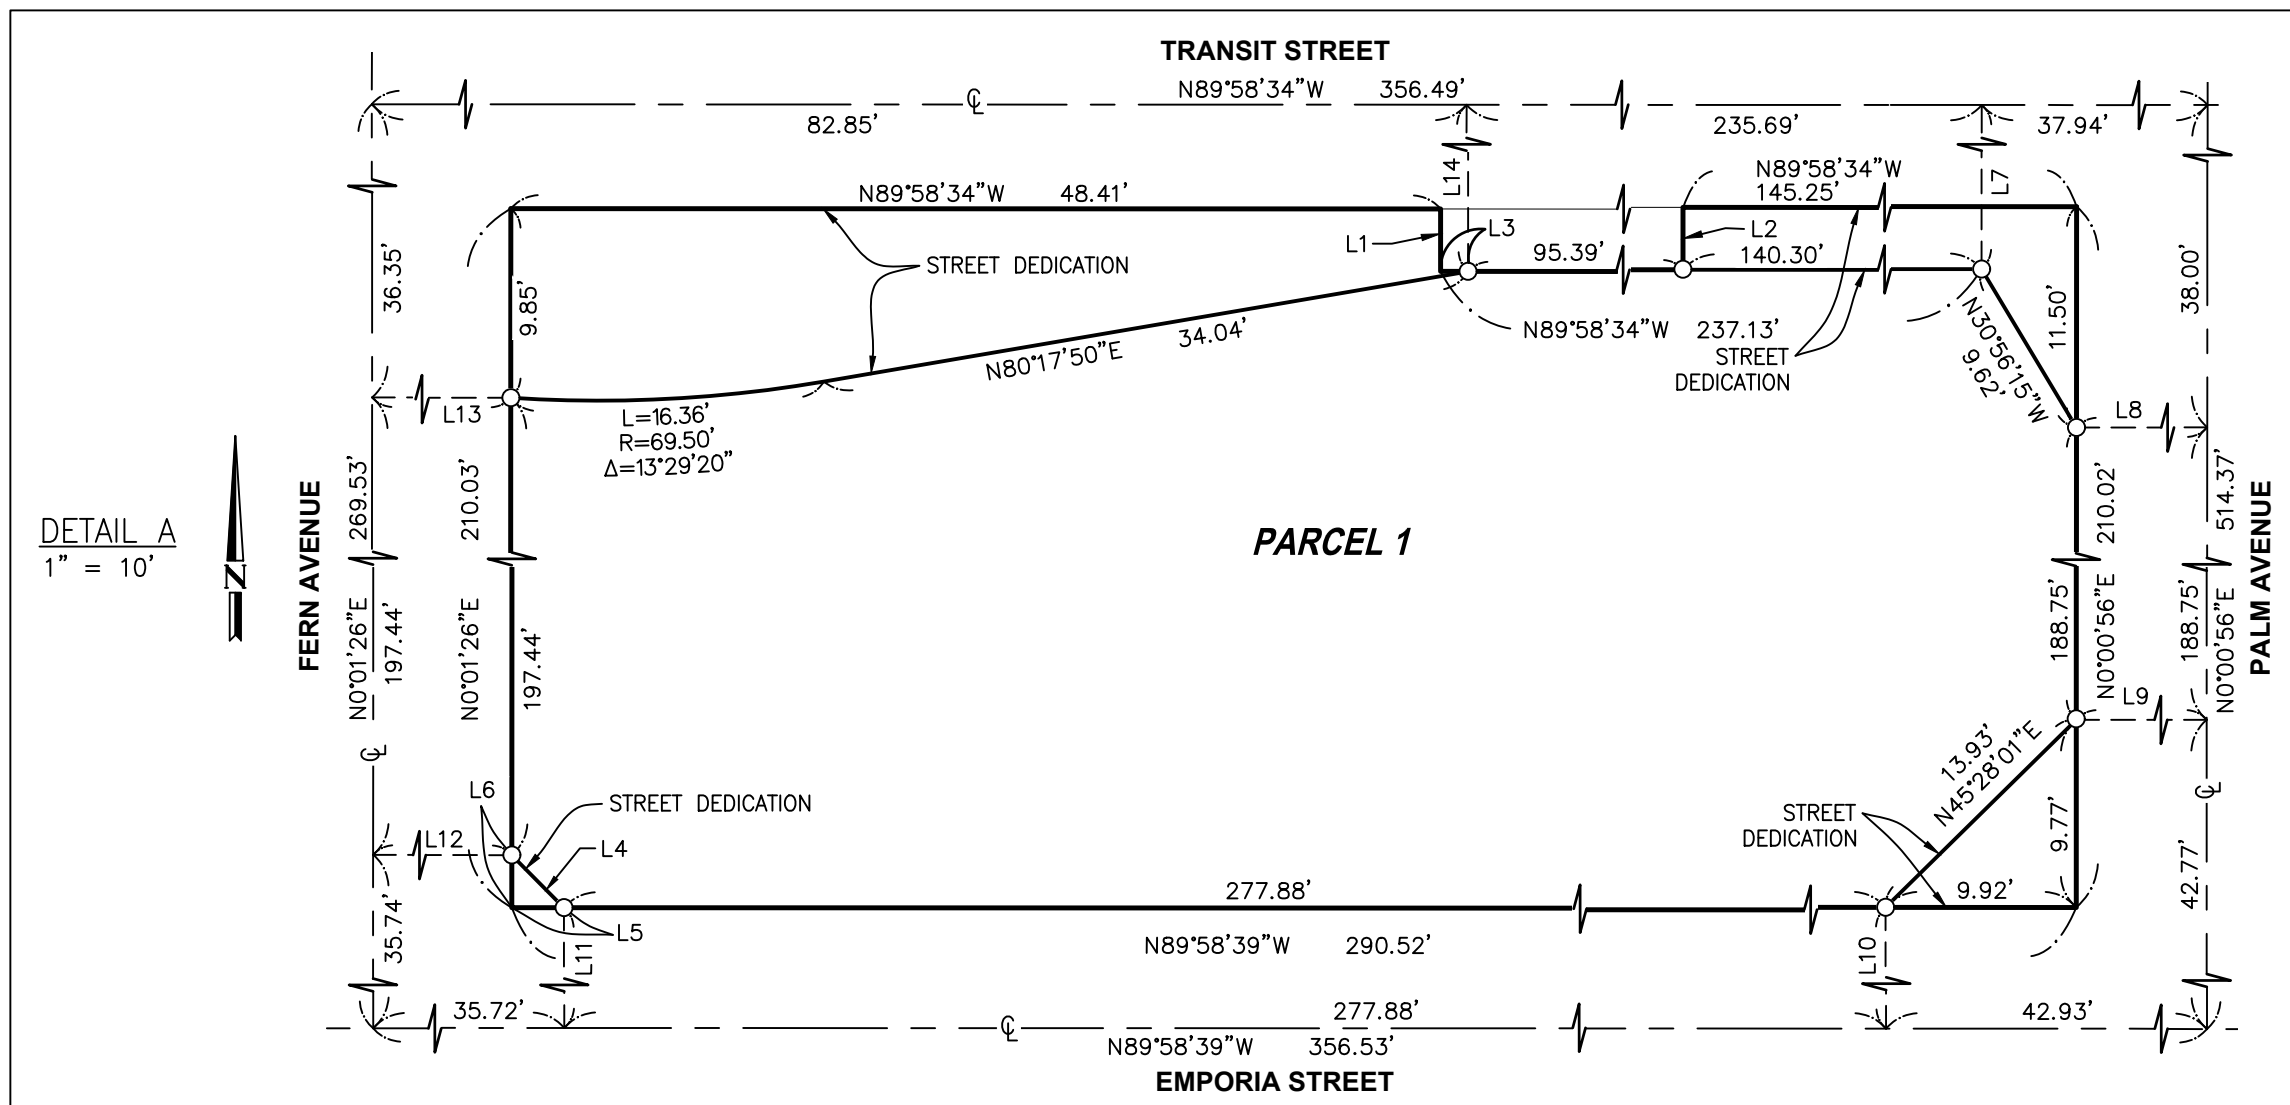 TRANSIT STREET
N89°58'34"W 356.49'
℄
82.85'
235.69'
37.94'
L14
L7
N89°58'34"W 48.41'
N89°58'34"W
145.25'
L1
L3
L2
95.39'
140.30'
STREET DEDICATION
36.35'
9.85'
38.00'
11.50'
N89°58'34"W 237.13'
N80°17'50"E 34.04'
STREET
DEDICATION
N30°56'15"W
9.62'
L13
L8
L=16.36'
R=69.50'
Δ=13°29'20"
DETAIL A
1" = 10'
N
FERN AVENUE
269.53'
N0°01'26"E
197.44'
210.03'
N0°01'26"E
197.44'
PARCEL 1
210.02'
188.75'
N0°00'56"E
514.37'
188.75'
N0°00'56"E
PALM AVENUE
L9
℄
L6
STREET DEDICATION
L4
L12
13.93'
N45°28'01"E
℄
STREET
DEDICATION
9.77'
42.77'
277.88'
9.92'
35.74'
L5
L11
N89°58'39"W 290.52'
L10
35.72'
277.88'
42.93'
℄
N89°58'39"W 356.53'
EMPORIA STREET